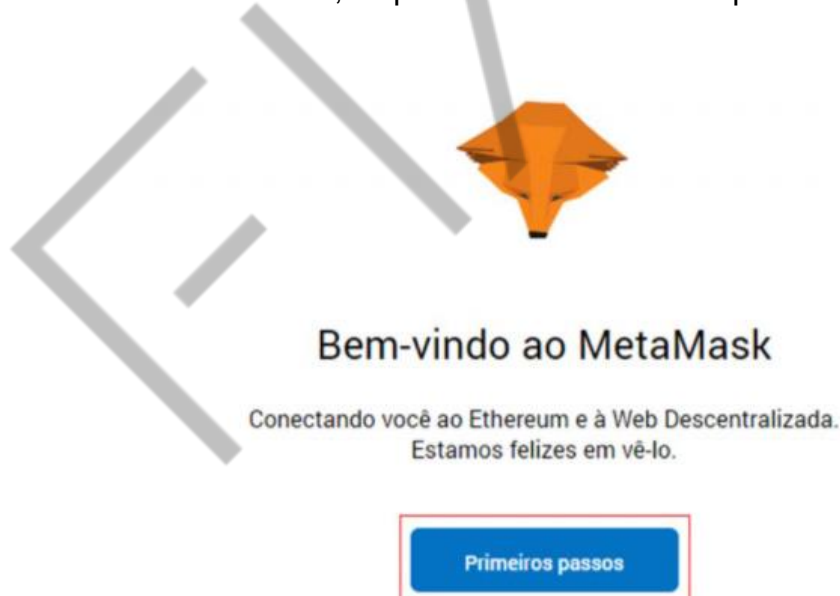 Bem-vindo ao MetaMask
Conectando você ao Ethereum e à Web Descentralizada.
Estamos felizes em vê-lo.
Primeiros passos